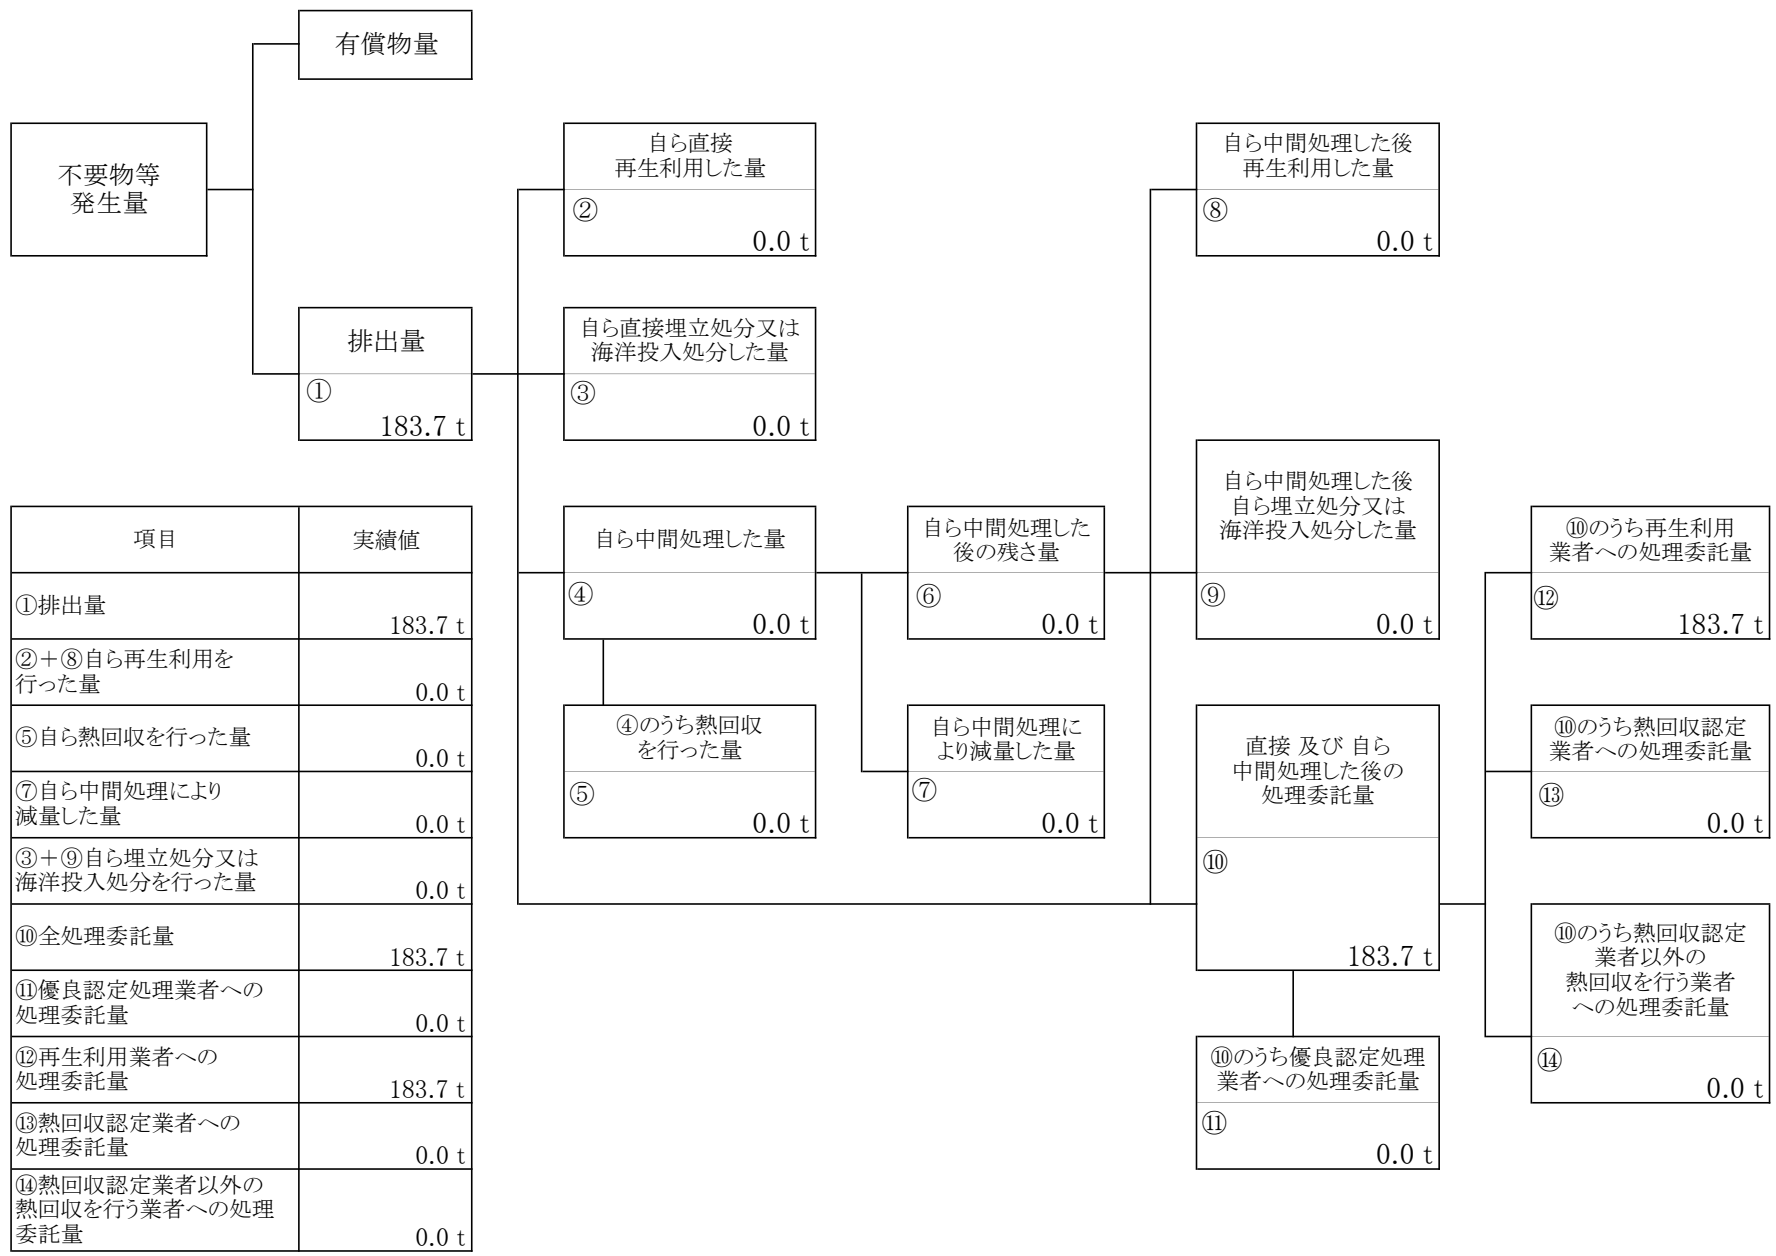 有償物量
不要物等
発生量
自ら直接
再生利用した量
②
0.0 t
自ら中間処理した後
再生利用した量
⑧
0.0 t
排出量
①
183.7 t
自ら直接埋立処分又は
海洋投入処分した量
③
0.0 t
自ら中間処理した量
④
0.0 t
自ら中間処理した
後の残さ量
⑥
0.0 t
自ら中間処理した後
自ら埋立処分又は
海洋投入処分した量
⑨
0.0 t
⑩のうち再生利用
業者への処理委託量
⑫
183.7 t
④のうち熱回収
を行った量
⑤
0.0 t
自ら中間処理に
より減量した量
⑦
0.0 t
直接 及び 自ら
中間処理した後の
処理委託量
⑩
183.7 t
⑩のうち熱回収認定
業者への処理委託量
⑬
0.0 t
⑩のうち熱回収認定
業者以外の
熱回収を行う業者
への処理委託量
⑭
0.0 t
⑩のうち優良認定処理
業者への処理委託量
⑪
0.0 t
項目
実績値
①排出量
183.7 t
②＋⑧自ら再生利用を
行った量
0.0 t
⑤自ら熱回収を行った量
0.0 t
⑦自ら中間処理により
減量した量
0.0 t
③＋⑨自ら埋立処分又は
海洋投入処分を行った量
0.0 t
⑩全処理委託量
183.7 t
⑪優良認定処理業者への
処理委託量
0.0 t
⑫再生利用業者への
処理委託量
183.7 t
⑬熱回収認定業者への
処理委託量
0.0 t
⑭熱回収認定業者以外の
熱回収を行う業者への処理
委託量
0.0 t